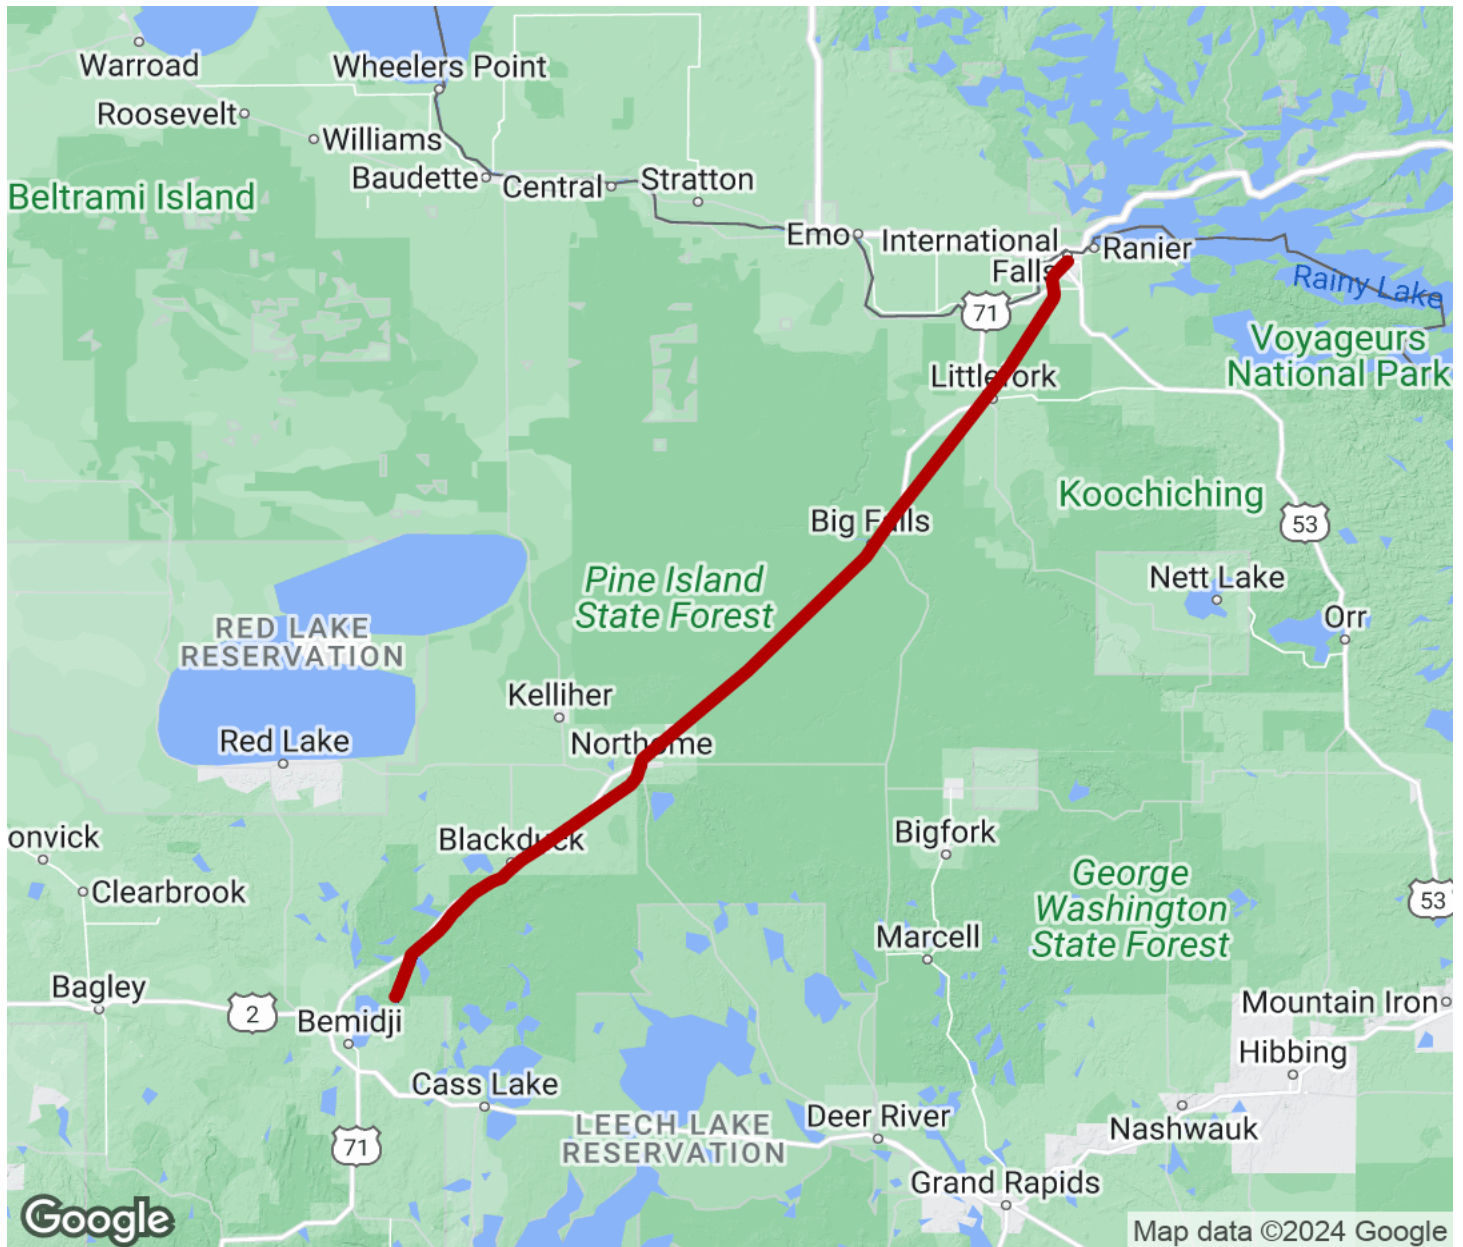 Warroad
Wheelers Point
Roosevelt
Williams
Baudette
Central
Stratton
Beltrami Island
Emo
International
Falls
Ranier
Rainy Lake
71
Voyageurs
National Park
Littlefork
Koochiching
53
Big Falls
Nett Lake
Pine Island
State Forest
Orr
RED LAKE
RESERVATION
Kelliher
Red Lake
Northome
onvick
Blackduck
Bigfork
Clearbrook
George
Washington
State Forest
53
Marcell
Bagley
2
Bemidji
Mountain Iron
Hibbing
Cass Lake
Deer River
LEECH LAKE
RESERVATION
Nashwauk
71
Grand Rapids
Google
Map data ©2024 Google